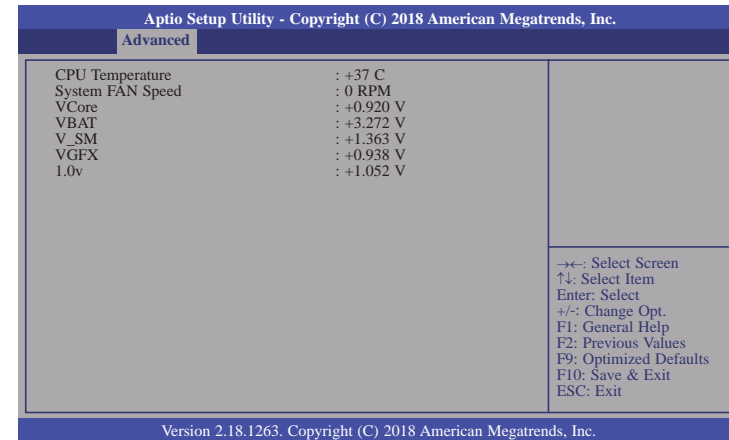 Aptio Setup Utility - Copyright (C) 2018 American Megatrends, Inc.
Advanced
CPU Temperature : +37 C
System FAN Speed : 0 RPM
VCore : +0.920 V
VBAT : +3.272 V
V_SM : +1.363 V
VGFX : +0.938 V
1.0v : +1.052 V
→←: Select Screen
↑↓: Select Item
Enter: Select
+/-: Change Opt.
F1: General Help
F2: Previous Values
F9: Optimized Defaults
F10: Save & Exit
ESC: Exit
Version 2.18.1263. Copyright (C) 2018 American Megatrends, Inc.